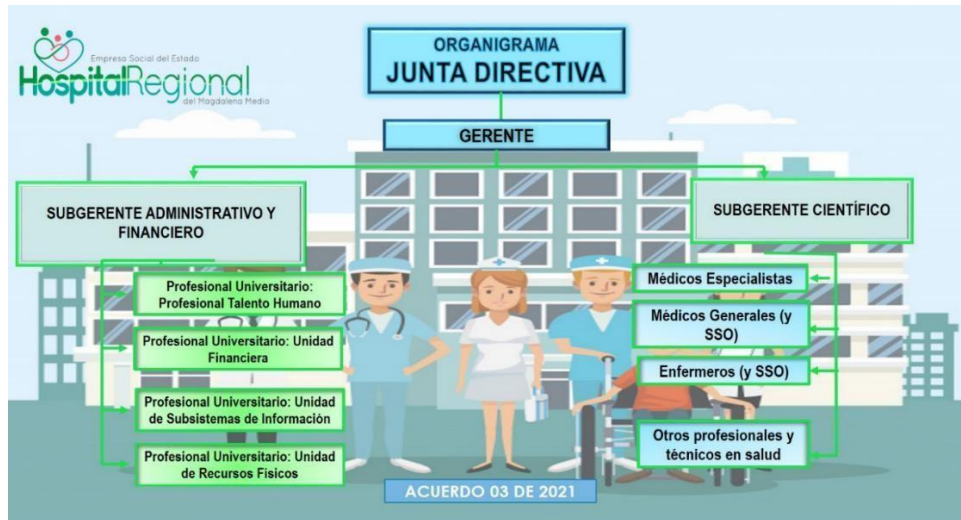 Empresa Social del Estado
HospitalRegional
del Magdalena Medio
ORGANIGRAMA
JUNTA DIRECTIVA
GERENTE
SUBGERENTE ADMINISTRATIVO Y
FINANCIERO
Profesional Universitario:
Profesional Talento Humano
Profesional Universitario: Unidad
Financiera
Profesional Universitario: Unidad
de Subsistemas de Información
Profesional Universitario: Unidad
de Recursos Físicos
SUBGERENTE CIENTÍFICO
Médicos Especialistas
Médicos Generales (y
SSO)
Enfermeros (y SSO)
Otros profesionales y
técnicos en salud
ACUERDO 03 DE 2021